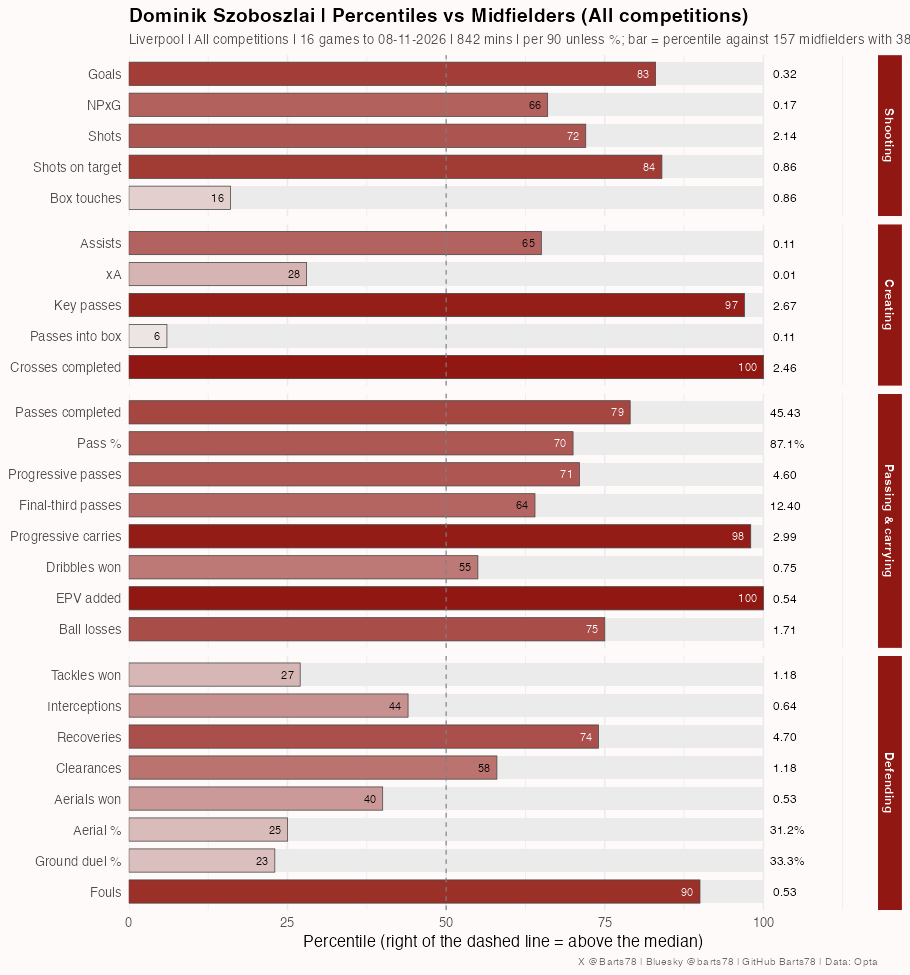 Dominik Szoboszlai | Percentiles vs Midfielders (All competitions)
Liverpool | All competitions | 16 games to 08-11-2026 | 842 mins | per 90 unless %; bar = percentile against 157 midfielders with 38
Goals 83 0.32
NPxG 66 0.17
Shots 72 2.14
Shots on target 84 0.86
Box touches 16 0.86
Shooting
Assists 65 0.11
xA 28 0.01
Key passes 97 2.67
Passes into box 6 0.11
Crosses completed 100 2.46
Creating
Passes completed 79 45.43
Pass % 70 87.1%
Progressive passes 71 4.60
Final-third passes 64 12.40
Progressive carries 98 2.99
Dribbles won 55 0.75
EPV added 100 0.54
Ball losses 75 1.71
Passing & carrying
Tackles won 27 1.18
Interceptions 44 0.64
Recoveries 74 4.70
Clearances 58 1.18
Aerials won 40 0.53
Aerial % 25 31.2%
Ground duel % 23 33.3%
Fouls 90 0.53
Defending
0 25 50 75 100
Percentile (right of the dashed line = above the median)
X @Barts78 | Bluesky @barts78 | GitHub Barts78 | Data: Opta